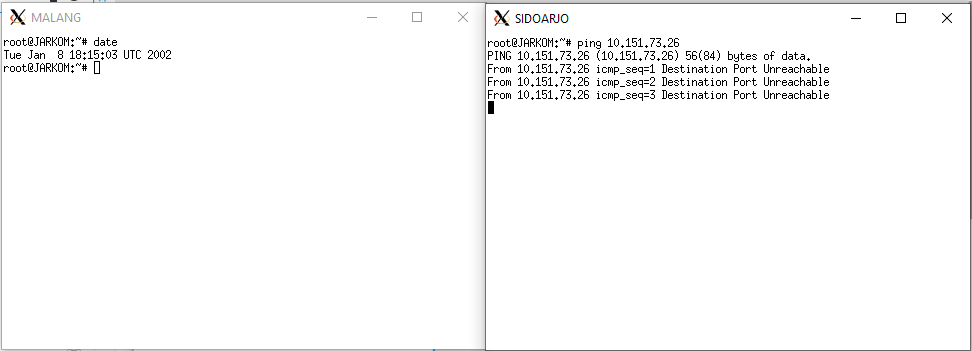 MALANG
root@JARKOM:~# date
Tue Jan  8 18:15:03 UTC 2002
root@JARKOM:~#
SIDOARJO
root@JARKOM:~# ping 10.151.73.26
PING 10.151.73.26 (10.151.73.26) 56(84) bytes of data.
From 10.151.73.26 icmp_seq=1 Destination Port Unreachable
From 10.151.73.26 icmp_seq=2 Destination Port Unreachable
From 10.151.73.26 icmp_seq=3 Destination Port Unreachable